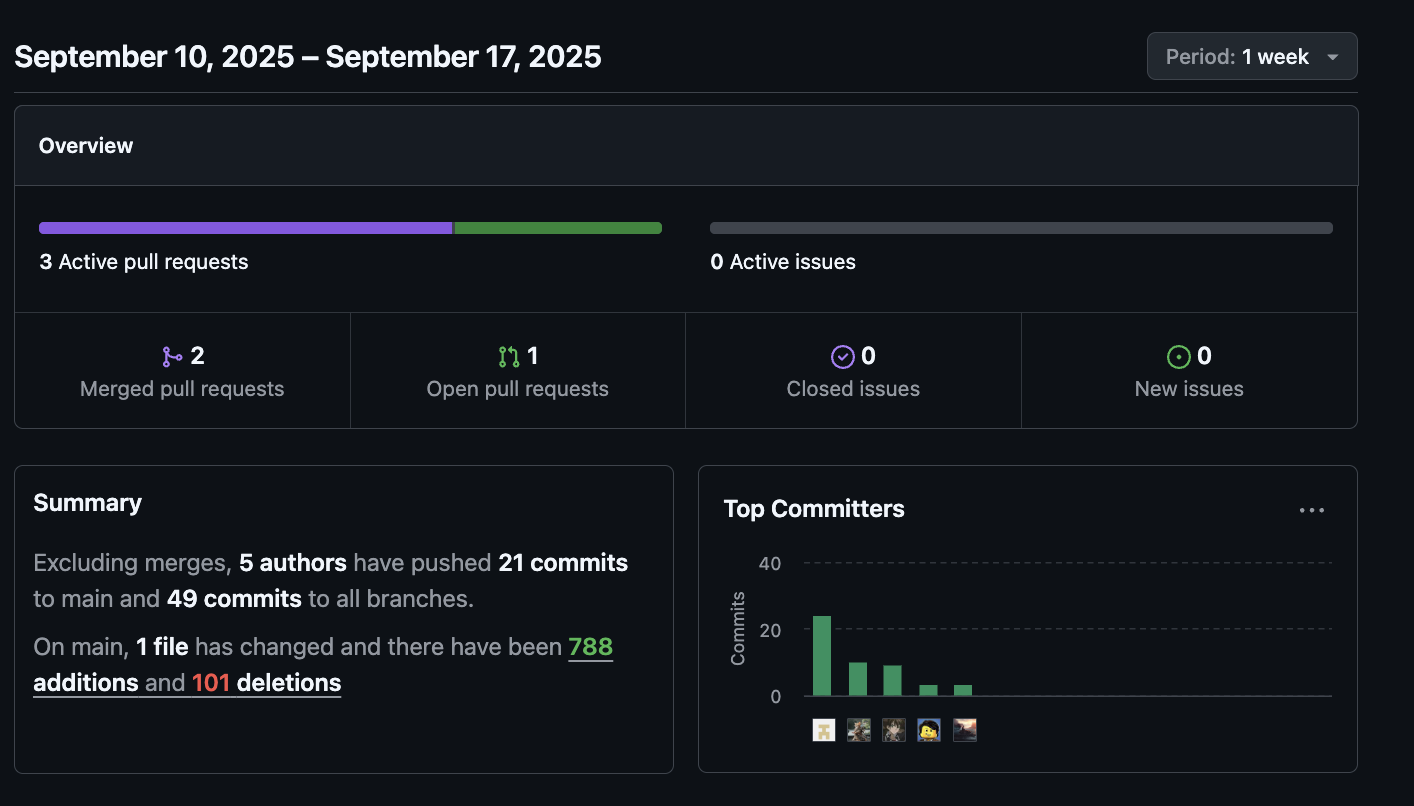 September 10, 2025 – September 17, 2025
Period: 1 week
Overview
3 Active pull requests
0 Active issues
2
Merged pull requests
1
Open pull requests
0
Closed issues
0
New issues
Summary
Excluding merges, 5 authors have pushed 21 commits
to main and 49 commits to all branches.
On main, 1 file has changed and there have been 788
additions and 101 deletions
Top Committers
Commits
40
20
0